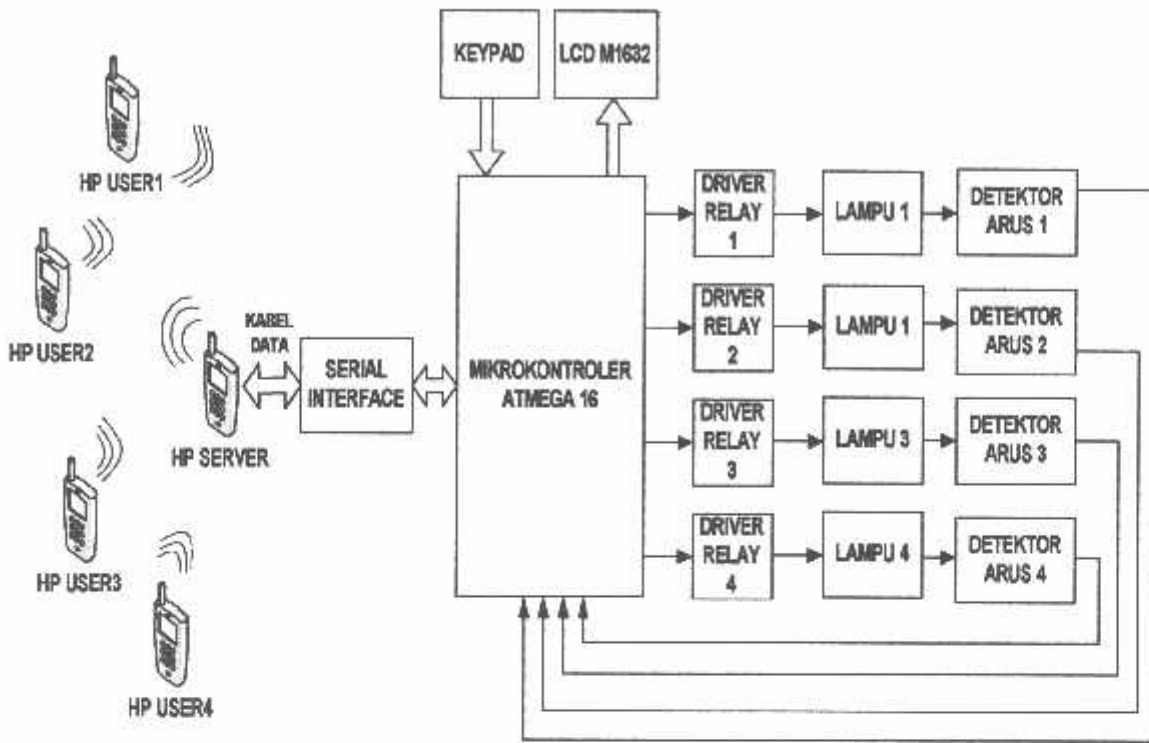 KEYPAD
LCD M1632
HP USER1
HP USER2
KABEL
DATA
HP SERVER
SERIAL
INTERFACE
MIKROKONTROLER
ATMEGA 16
HP USER3
HP USER4
DRIVER
RELAY
1
LAMPU 1
DETEKTOR
ARUS 1
DRIVER
RELAY
2
LAMPU 1
DETEKTOR
ARUS 2
DRIVER
RELAY
3
LAMPU 3
DETEKTOR
ARUS 3
DRIVER
RELAY
4
LAMPU 4
DETEKTOR
ARUS 4